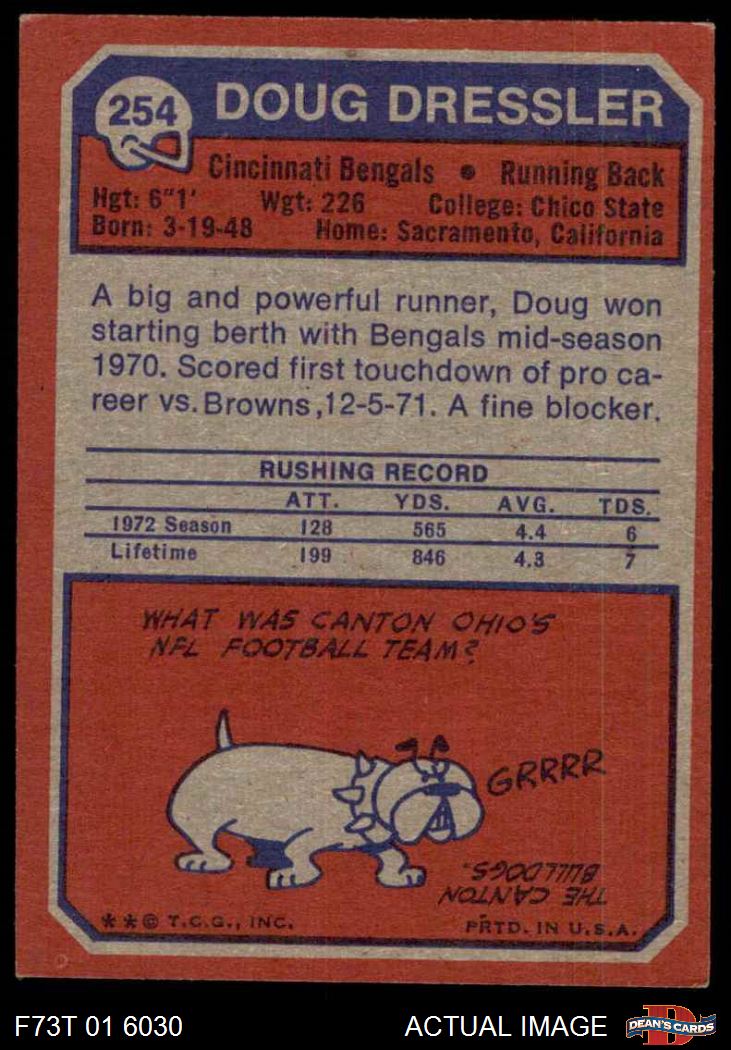 254
DOUG DRESSLER
Cincinnati Bengals • Running Back
Hgt: 6"1' Wgt: 226 College: Chico State
Born: 3-19-48 Home: Sacramento, California
A big and powerful runner, Doug won
starting berth with Bengals mid-season
1970. Scored first touchdown of pro ca-
reer vs. Browns, 12-5-71. A fine blocker.
RUSHING RECORD
ATT. YDS. AVG. TDS.
1972 Season 128 565 4.4 6
Lifetime 199 846 4.3 7
WHAT WAS CANTON OHIO'S
NFL FOOTBALL TEAM?
GRRRR
THE CANTON
BULLDOGS.
**© T.C.G., INC. PRTD. IN U.S.A.
F73T 01 6030 ACTUAL IMAGE
D
DEAN'S CARDS